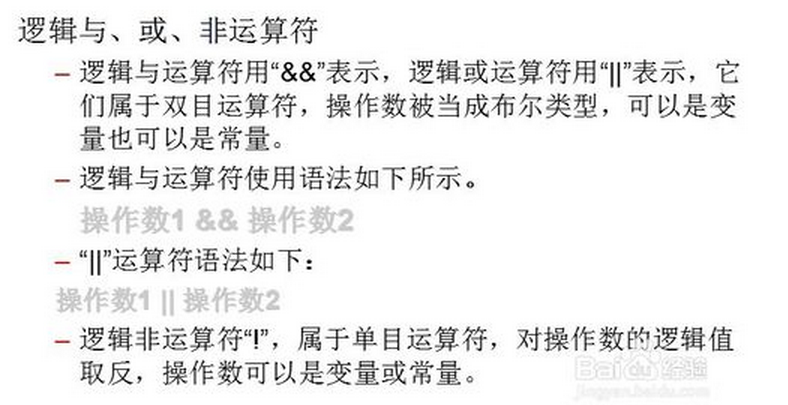 逻辑与、或、非运算符
– 逻辑与运算符用“&&”表示，逻辑或运算符用“||”表示，它
们属于双目运算符，操作数被当成布尔类型，可以是变
量也可以是常量。
– 逻辑与运算符使用语法如下所示。
操作数1 && 操作数2
– “||”运算符语法如下：
操作数1 || 操作数2
– 逻辑非运算符“!”，属于单目运算符，对操作数的逻辑值
取反，操作数可以是变量或常量。
Baidu 经验
jingyan.baidu.com